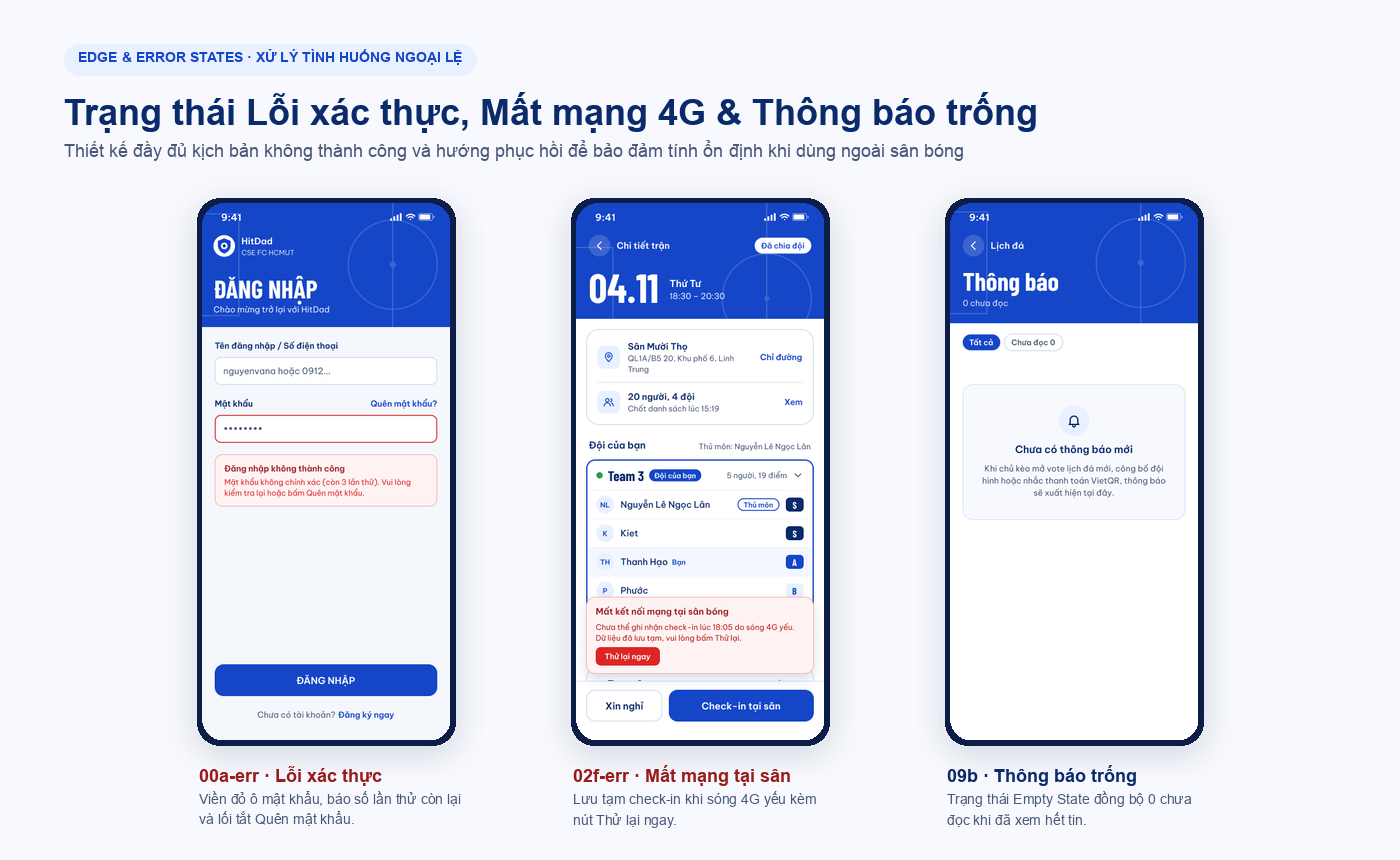 EDGE & ERROR STATES · XỬ LÝ TÌNH HUỐNG NGOẠI LỆ
Trạng thái Lỗi xác thực, Mất mạng 4G & Thông báo trống
Thiết kế đầy đủ kịch bản không thành công và hướng phục hồi để bảo đảm tính ổn định khi dùng ngoài sân bóng
9:41
HitDad
CSE FC HCMUT
ĐĂNG NHẬP
Chào mừng trở lại với HitDad
Tên đăng nhập / Số điện thoại
nguyenvana hoặc 0912...
Mật khẩu
Quên mật khẩu?
••••••••
Đăng nhập không thành công
Mật khẩu không chính xác (còn 3 lần thử). Vui lòng
kiểm tra lại hoặc bấm Quên mật khẩu.
ĐĂNG NHẬP
Chưa có tài khoản? Đăng ký ngay
00a-err · Lỗi xác thực
Viền đỏ ô mật khẩu, báo số lần thử còn lại
và lối tắt Quên mật khẩu.
9:41
Chi tiết trận
Đã chia đội
04.11
Thứ Tư
18:30 – 20:30
Sân Mười Thọ
QL1A/B5 20, Khu phố 6, Linh
Trung
Chỉ đường
20 người, 4 đội
Chốt danh sách lúc 15:19
Xem
Đội của bạn
Thủ môn: Nguyễn Lê Ngọc Lân
Team 3
Đội của bạn
5 người, 19 điểm
NL
Nguyễn Lê Ngọc Lân
Thủ môn
S
K
Kiet
S
TH
Thanh Hạo
Bạn
A
P
Phước
B
Mất kết nối mạng tại sân bóng
Chưa thể ghi nhận check-in lúc 18:05 do sóng 4G yếu.
Dữ liệu đã lưu tạm, vui lòng bấm Thử lại.
Thử lại ngay
Xin nghỉ
Check-in tại sân
02f-err · Mất mạng tại sân
Lưu tạm check-in khi sóng 4G yếu kèm
nút Thử lại ngay.
9:41
Lịch đá
Thông báo
0 chưa đọc
Tất cả
Chưa đọc 0
Chưa có thông báo mới
Khi chủ kèo mở vote lịch đá mới, công bố đội
hình hoặc nhắc thanh toán VietQR, thông báo
sẽ xuất hiện tại đây.
09b · Thông báo trống
Trạng thái Empty State đồng bộ 0 chưa
đọc khi đã xem hết tin.